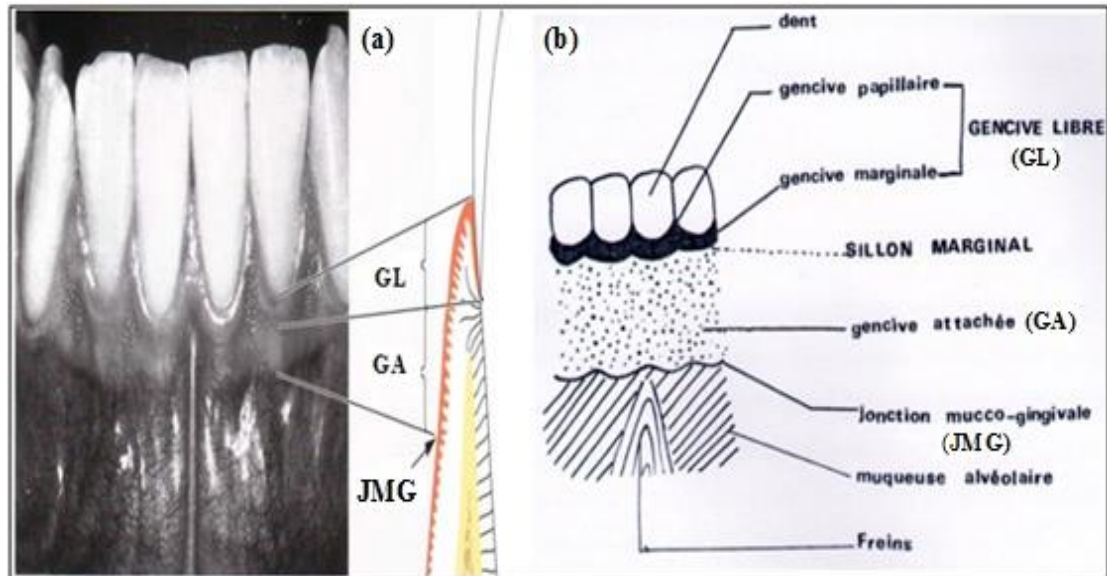 (a)
GL
GA
JMG
(b)
dent
gencive papillaire
GENCIVE LIBRE
(GL)
gencive marginale
SILLON MARGINAL
gencive attachée (GA)
Jonction mucco-gingivale
(JMG)
muqueuse alvéolaire
Freins